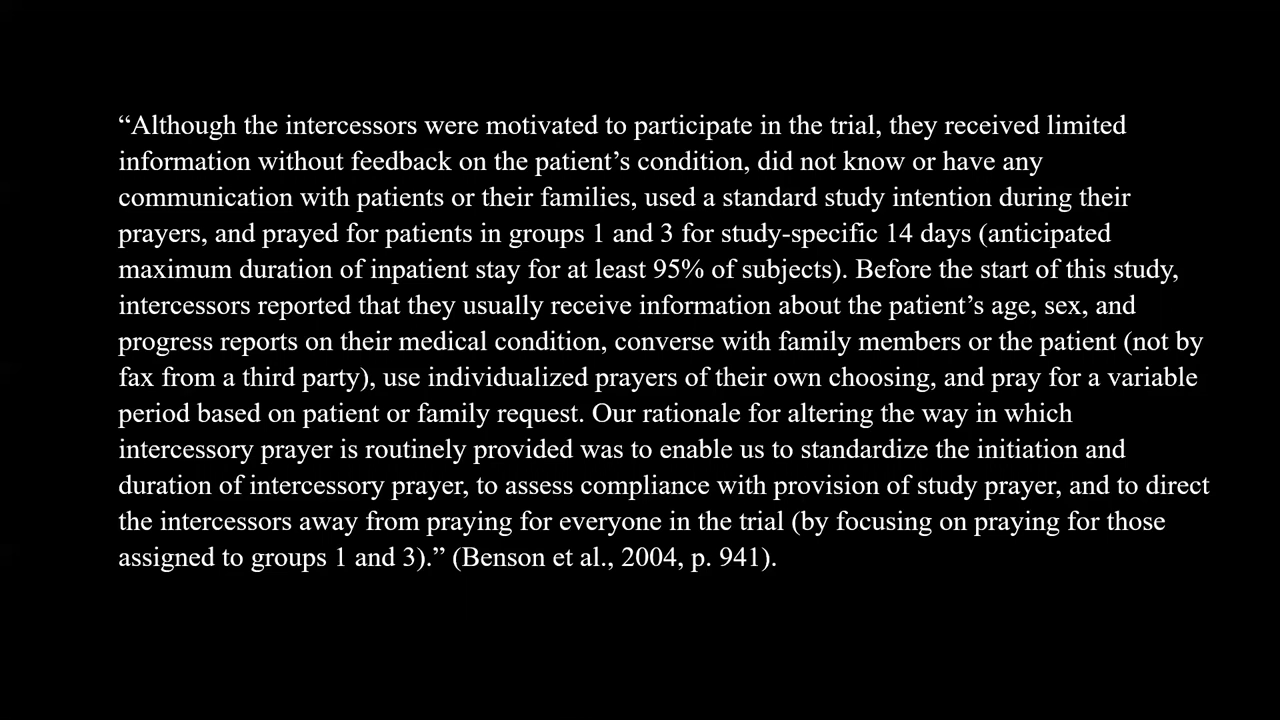 “Although the intercessors were motivated to participate in the trial, they received limited
information without feedback on the patient’s condition, did not know or have any
communication with patients or their families, used a standard study intention during their
prayers, and prayed for patients in groups 1 and 3 for study-specific 14 days (anticipated
maximum duration of inpatient stay for at least 95% of subjects). Before the start of this study,
intercessors reported that they usually receive information about the patient’s age, sex, and
progress reports on their medical condition, converse with family members or the patient (not by
fax from a third party), use individualized prayers of their own choosing, and pray for a variable
period based on patient or family request. Our rationale for altering the way in which
intercessory prayer is routinely provided was to enable us to standardize the initiation and
duration of intercessory prayer, to assess compliance with provision of study prayer, and to direct
the intercessors away from praying for everyone in the trial (by focusing on praying for those
assigned to groups 1 and 3).” (Benson et al., 2004, p. 941).